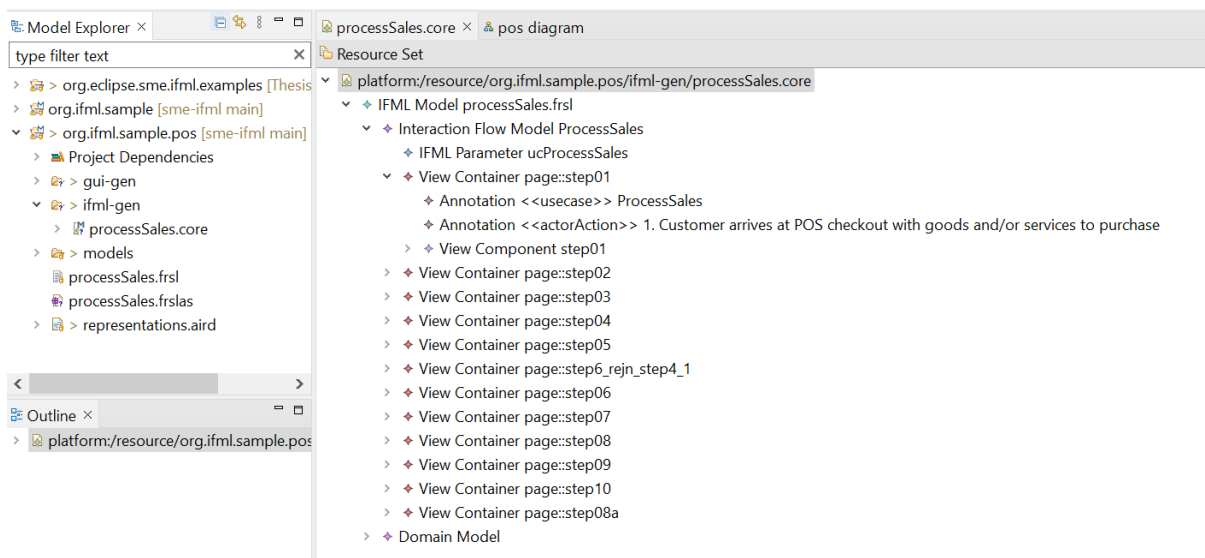 Model Explorer ×
type filter text
> org.eclipse.sme.ifml.examples [Thesis
org.ifml.sample [sme-ifml main]
> org.ifml.sample.pos [sme-ifml main]
Project Dependencies
> gui-gen
> ifml-gen
processSales.core
> models
processSales.frsl
processSales.frslas
> representations.aird
Outline ×
platform:/resource/org.ifml.sample.pos
processSales.core × pos diagram
Resource Set
platform:/resource/org.ifml.sample.pos/ifml-gen/processSales.core
IFML Model processSales.frsl
Interaction Flow Model ProcessSales
IFML Parameter ucProcessSales
View Container page::step01
Annotation <<usecase>> ProcessSales
Annotation <<actorAction>> 1. Customer arrives at POS checkout with goods and/or services to purchase
View Component step01
View Container page::step02
View Container page::step03
View Container page::step04
View Container page::step05
View Container page::step6_rejn_step4_1
View Container page::step06
View Container page::step07
View Container page::step08
View Container page::step09
View Container page::step10
View Container page::step08a
Domain Model